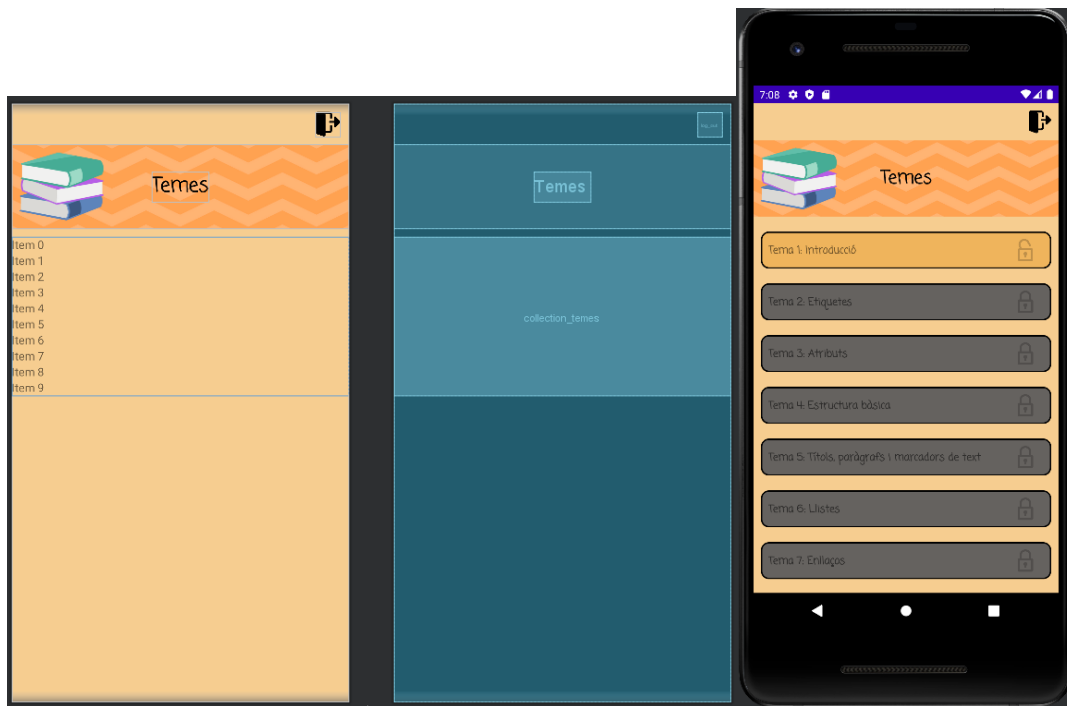 Temes
Item 0
Item 1
Item 2
Item 3
Item 4
Item 5
Item 6
Item 7
Item 8
Item 9
Temes
collection_temes
7:08
Temes
Tema 1: Introducció
Tema 2: Etiquetes
Tema 3: Atributs
Tema 4: Estructura bàsica
Tema 5: Títols, paràgrafs i marcadors de text
Tema 6: Llistes
Tema 7: Enllaços